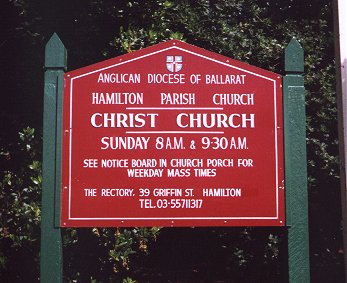 ANGLICAN DIOCESE OF BALLARAT
HAMILTON PARISH CHURCH
CHRIST CHURCH
SUNDAY 8 A.M. & 9·30 A.M.
SEE NOTICE BOARD IN CHURCH PORCH FOR
WEEKDAY MASS TIMES
THE RECTORY, 39 GRIFFIN ST. HAMILTON
TEL. 03-55711317